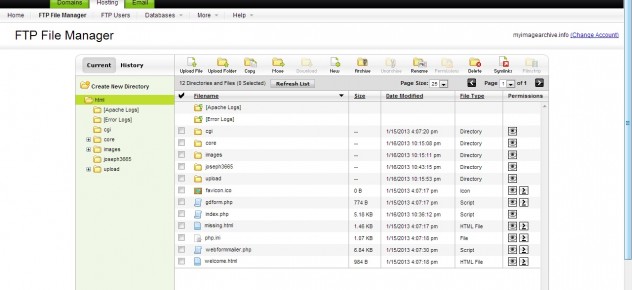 Domains Hosting Email
Home FTP File Manager FTP Users Databases More Help
FTP File Manager
myimagearchive.info (Change Account)
Current History
Upload File Upload Folder Copy Move Download New Archive Unarchive Rename Permissions Delete Symlinks
Create New Directory
12 Directories and Files (0 Selected) Refresh List Page Size: 25 Page 1 of 1
html
Filename Size Date Modified File Type Permissions
[Apache Logs]
[Error Logs]
cgi
core
images
joseph3665
upload
[Apache Logs]
[Error Logs]
cgi -- 1/15/2013 4:07:20 pm Directory
core -- 1/16/2013 10:15:08 pm Directory
images -- 1/16/2013 10:15:11 pm Directory
joseph3665 -- 1/16/2013 10:43:15 pm Directory
upload -- 1/16/2013 10:15:53 pm Directory
favicon.ico 0 B 1/15/2013 4:07:17 pm Icon
gdform.php 774 B 1/15/2013 4:07:17 pm Script
index.php 5.18 KB 1/16/2013 10:36:12 pm Script
missing.html 1.46 KB 1/15/2013 4:07:17 pm HTML File
php.ini 1.87 KB 1/15/2013 4:07:18 pm File
webformmailer.php 6.84 KB 1/15/2013 4:07:30 pm Script
welcome.html 984 B 1/15/2013 4:07:18 pm HTML File